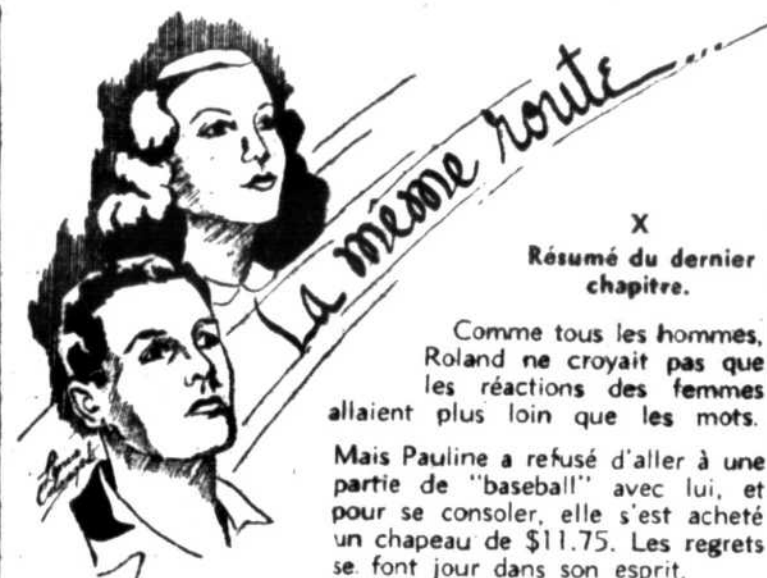 La même route...
X
Résumé du dernier
chapitre.
Comme tous les hommes,
Roland ne croyait pas que
les réactions des femmes
allaient plus loin que les mots.
Mais Pauline a refusé d'aller à une
partie de "baseball" avec lui, et
pour se consoler, elle s'est acheté
un chapeau de $11.75. Les regrets
se font jour dans son esprit.